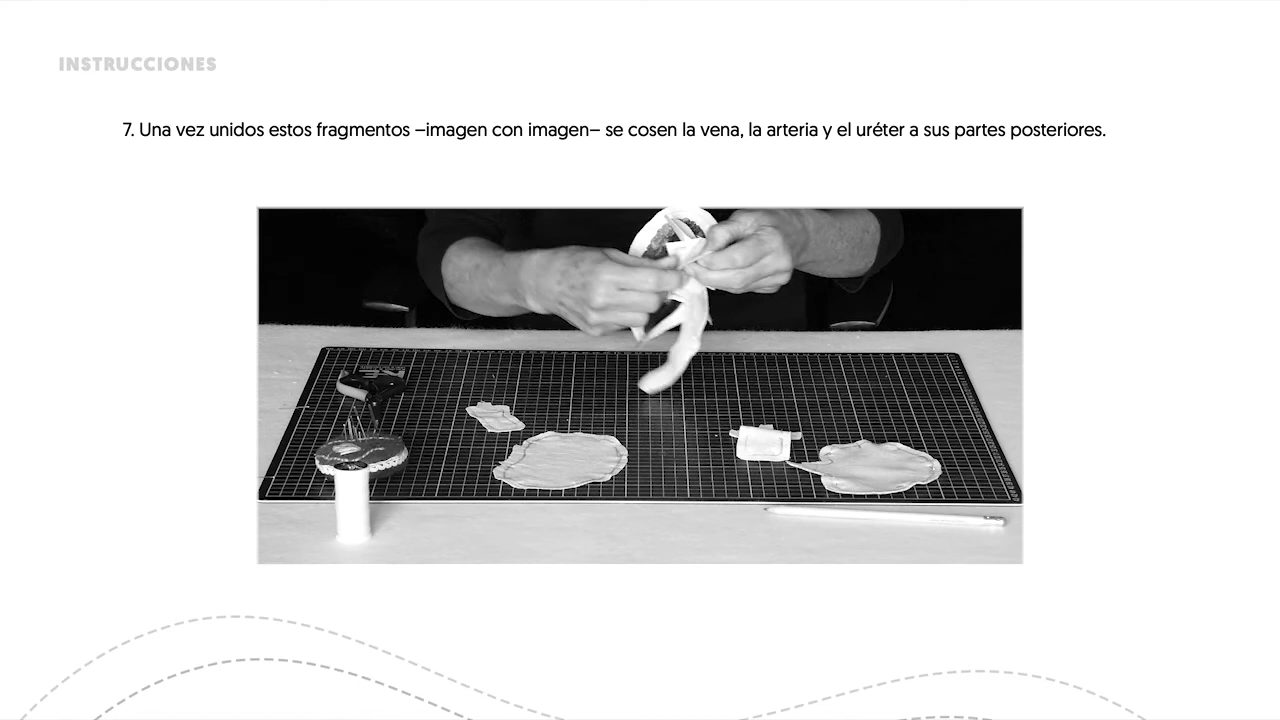 INSTRUCCIONES
7. Una vez unidos estos fragmentos –imagen con imagen– se cosen la vena, la arteria y el uréter a sus partes posteriores.